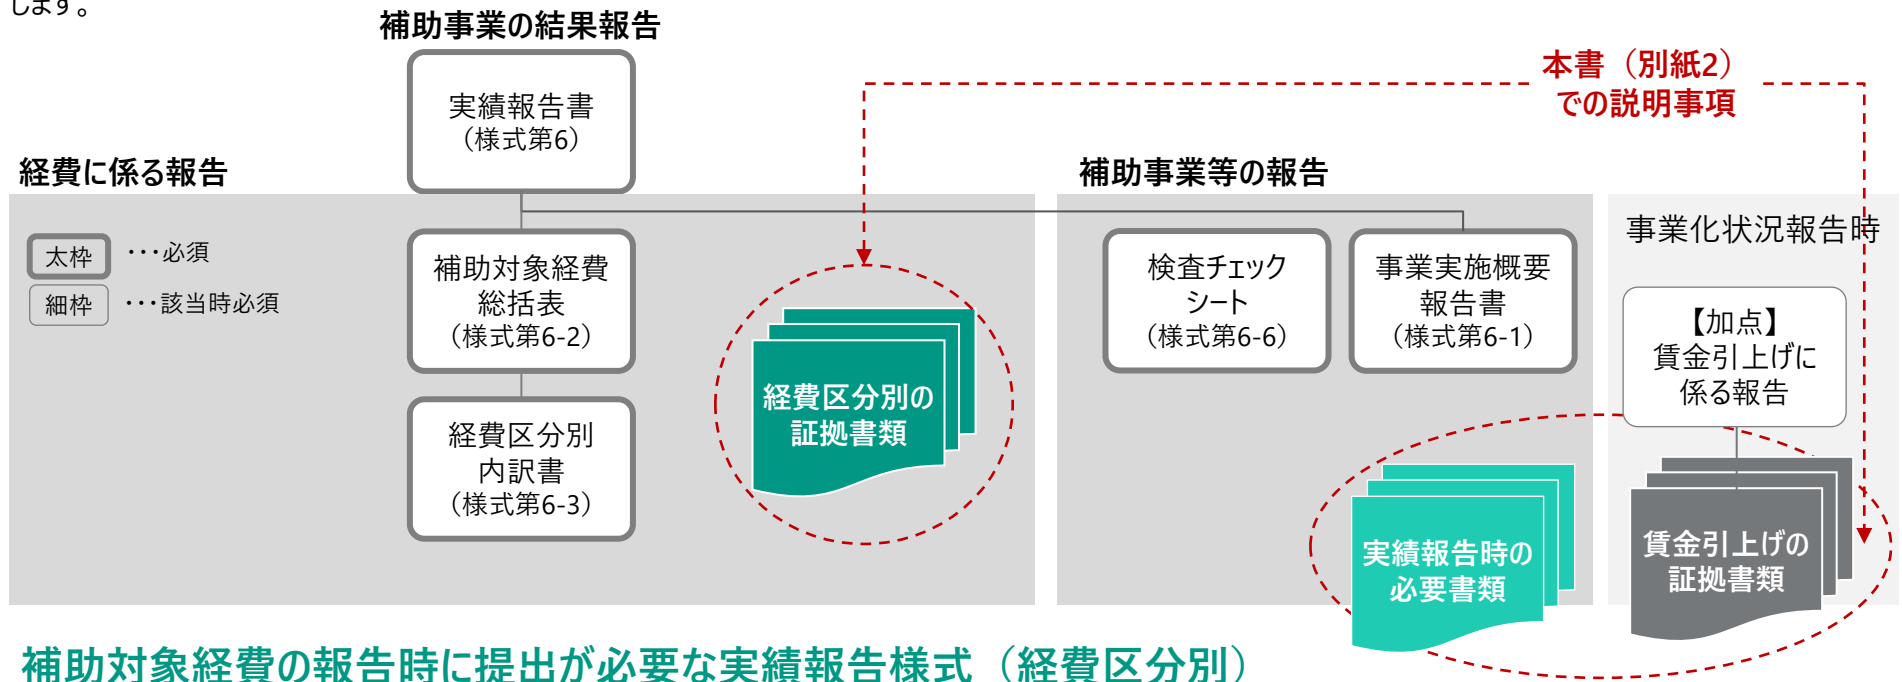 します。
補助事業の結果報告
実績報告書
（様式第6）
本書（別紙2）
での説明事項
経費に係る報告
太枠 ・・・必須
細枠 ・・・該当時必須
補助対象経費
総括表
（様式第6-2）
経費区分別
内訳書
（様式第6-3）
経費区分別の
証拠書類
補助事業等の報告
検査チェック
シート
（様式第6-6）
事業実施概要
報告書
（様式第6-1）
実績報告時の
必要書類
事業化状況報告時
【加点】
賃金引上げに
係る報告
賃金引上げの
証拠書類
補助対象経費の報告時に提出が必要な実績報告様式（経費区分別）